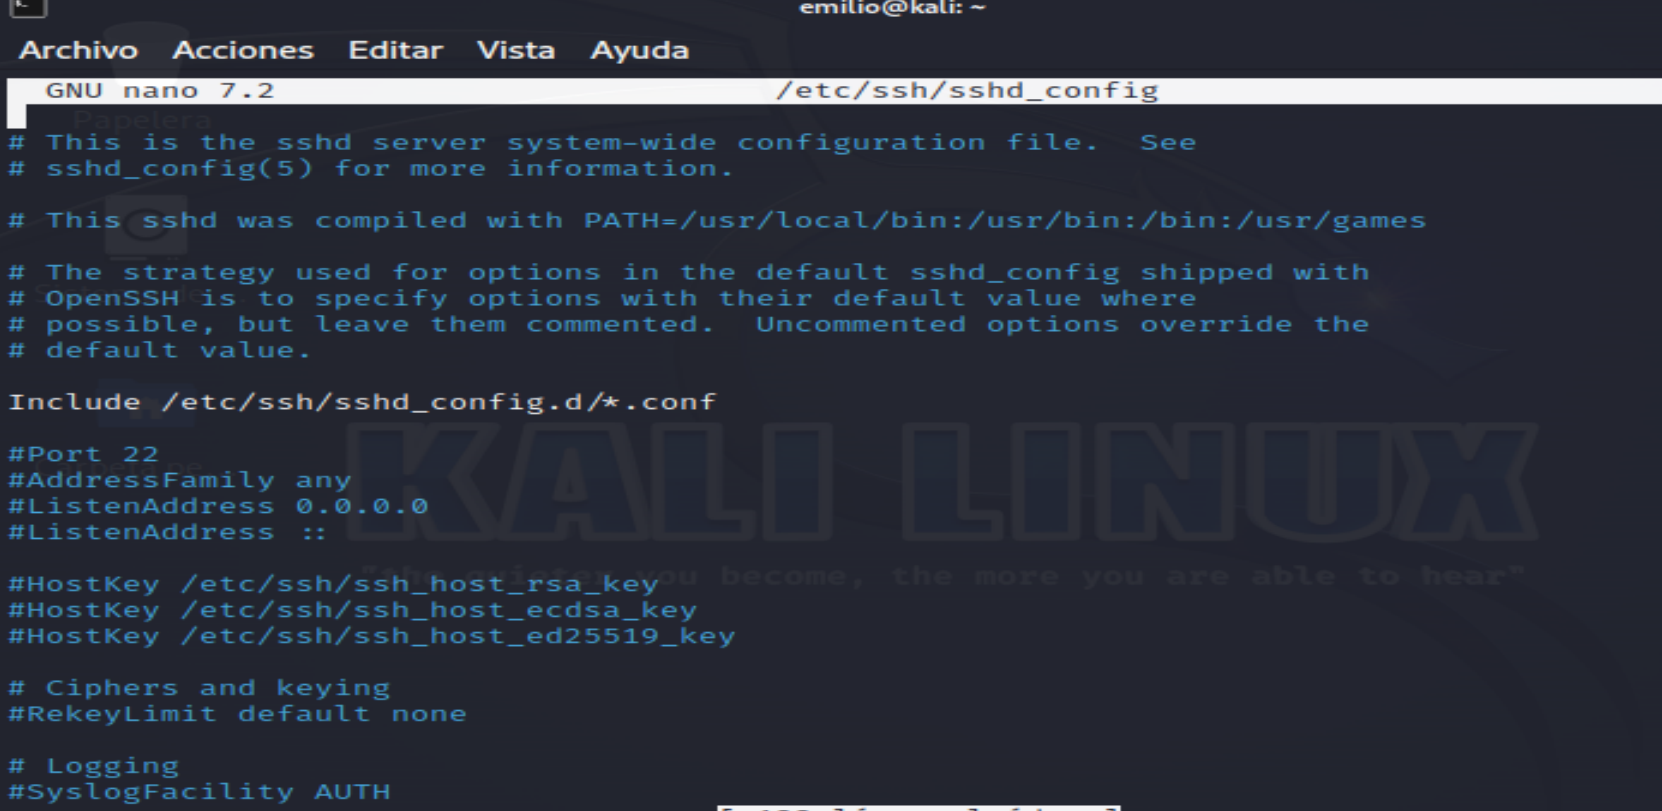 emilio@kali: ~
Archivo Acciones Editar Vista Ayuda
GNU nano 7.2 /etc/ssh/sshd_config
Papelera
# This is the sshd server system-wide configuration file.  See
# sshd_config(5) for more information.
# This sshd was compiled with PATH=/usr/local/bin:/usr/bin:/bin:/usr/games
# The strategy used for options in the default sshd_config shipped with
# OpenSSH is to specify options with their default value where
# possible, but leave them commented.  Uncommented options override the
# default value.
Include /etc/ssh/sshd_config.d/*.conf
KALI LINUX
#Port 22
#AddressFamily any
#ListenAddress 0.0.0.0
#ListenAddress ::
"the quieter you become, the more you are able to hear"
#HostKey /etc/ssh/ssh_host_rsa_key
#HostKey /etc/ssh/ssh_host_ecdsa_key
#HostKey /etc/ssh/ssh_host_ed25519_key
# Ciphers and keying
#RekeyLimit default none
# Logging
#SyslogFacility AUTH